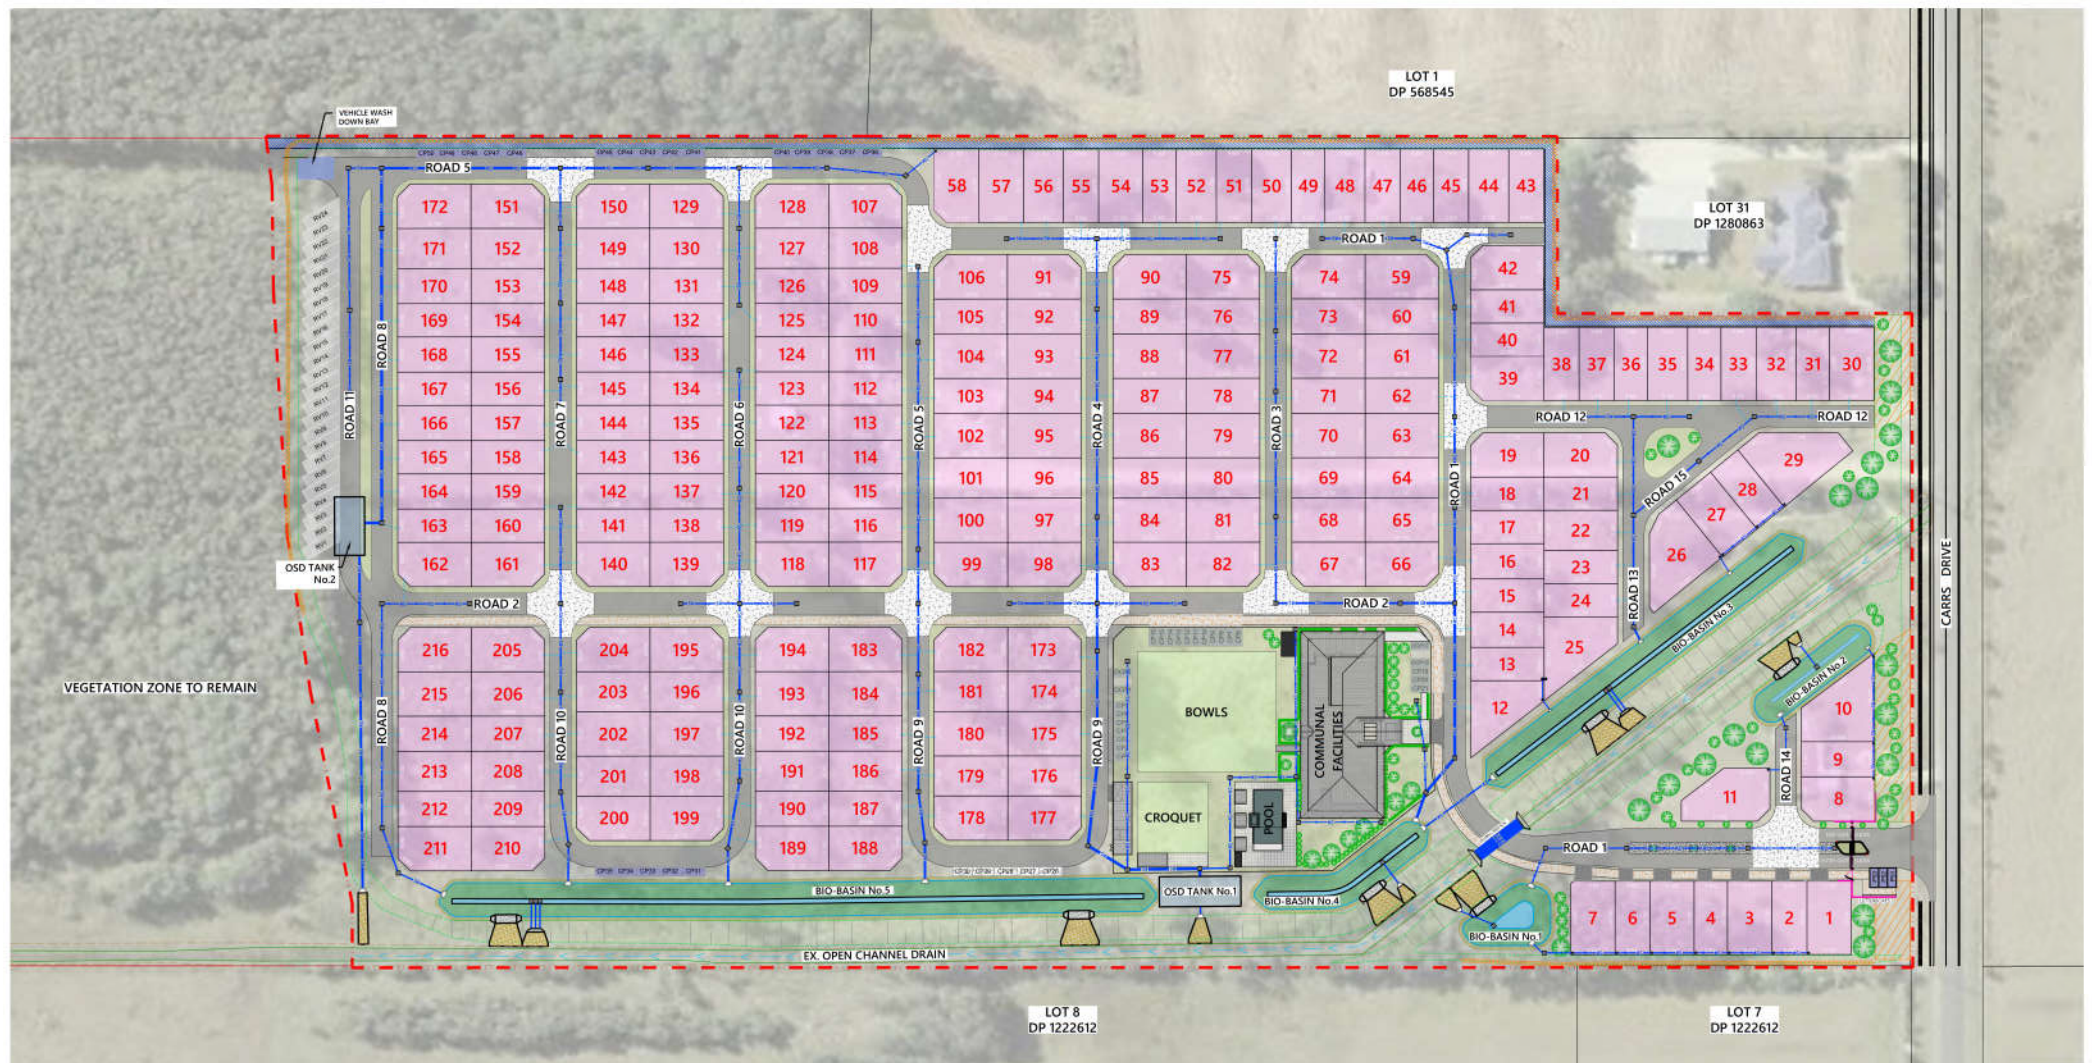 LOT 1
DP 568545
VEHICLE WASH
DOWN BAY
ROAD 5
58 57 56 55 54 53 52 51 50 49 48 47 46 45 44 43
LOT 31
DP 1280863
172 151 150 129 128 107
171 152 149 130 127 108
ROAD 1
170 153 148 131 126 109
106 91 90 75 74 59 42
169 154 147 132 125 110
105 92 89 76 73 60 41
168 155 146 133 124 111
104 93 88 77 72 61 40
38 37 36 35 34 33 32 31 30
167 156 145 134 123 112
103 94 87 78 71 62 39
166 157 144 135 122 113
ROAD 12 ROAD 12
102 95 86 79 70 63
165 158 143 136 121 114
19 20 29
101 96 85 80 69 64
164 159 142 137 120 115
18 21 28
163 160 141 138 119 116
100 97 84 81 68 65
17 22 27
162 161 140 139 118 117
99 98 83 82 67 66
16 23 26
15 24
ROAD 11
ROAD 8
ROAD 7
ROAD 6
ROAD 5
ROAD 4
ROAD 3
ROAD 1
ROAD 15
ROAD 13
CARRS DRIVE
OSD TANK
No.2
ROAD 2 ROAD 2
14 25
13
12
BIO-BASIN No.3
BIO-BASIN No.2
216 205 204 195 194 183 182 173
215 206 203 196 193 184 181 174
214 207 202 197 192 185 180 175
213 208 201 198 191 186 179 176
212 209 200 199 190 187 178 177
211 210 189 188
VEGETATION ZONE TO REMAIN
ROAD 8
ROAD 10
ROAD 10
ROAD 9
ROAD 9
BOWLS
COMMUNAL
FACILITIES
CROQUET
POOL
10
9
8
11
ROAD 14
ROAD 1
BIO-BASIN No.5
OSD TANK No.1
BIO-BASIN No.4
BIO-BASIN No.1
7 6 5 4 3 2 1
EX. OPEN CHANNEL DRAIN
LOT 8
DP 1222612
LOT 7
DP 1222612